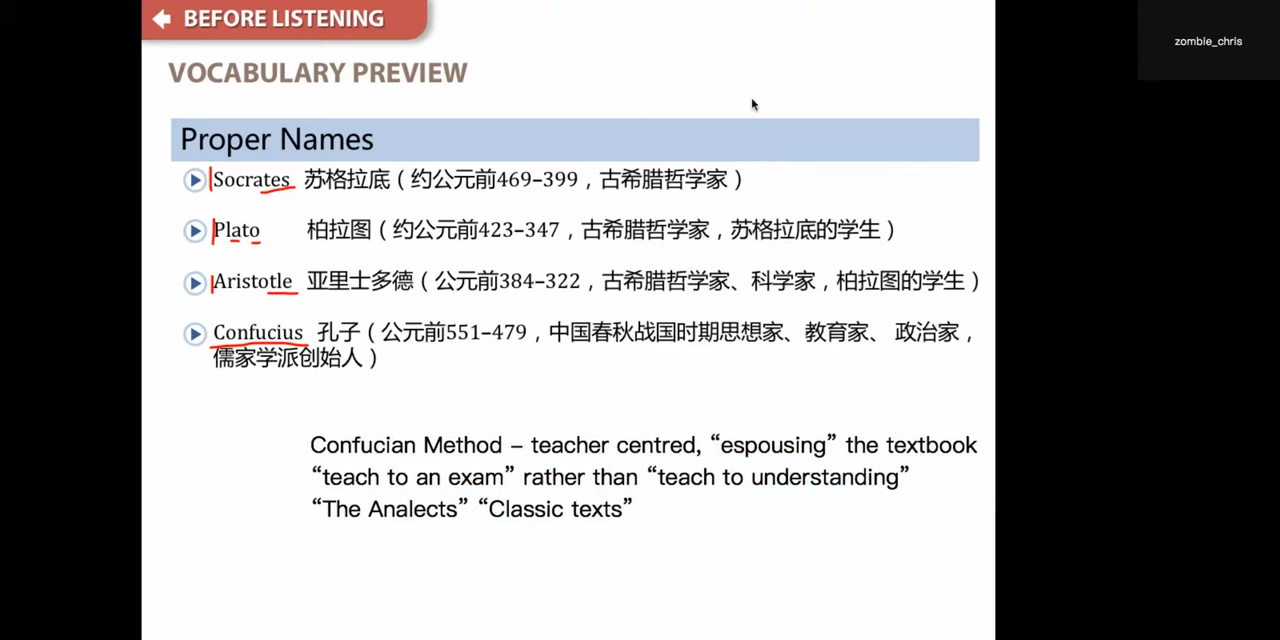 BEFORE LISTENING
zombie_chris
VOCABULARY PREVIEW
Proper Names
Socrates 苏格拉底（约公元前469–399，古希腊哲学家）
Plato 柏拉图（约公元前423–347，古希腊哲学家，苏格拉底的学生）
Aristotle 亚里士多德（公元前384–322，古希腊哲学家、科学家，柏拉图的学生）
Confucius 孔子（公元前551–479，中国春秋战国时期思想家、教育家、 政治家，
儒家学派创始人）
Confucian Method – teacher centred, “espousing” the textbook
“teach to an exam” rather than “teach to understanding”
“The Analects” “Classic texts”